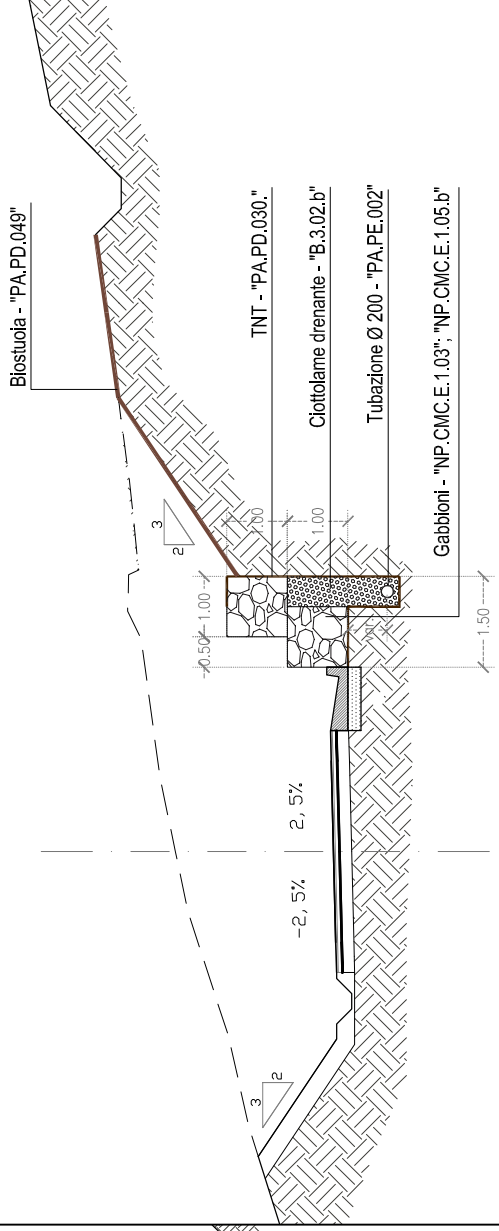 Biostuoia - "PA.PD.049"
TNT - "PA.PD.030."
Ciottolame drenante - "B.3.02.b"
Tubazione Ø 200 - "PA.PE.002"
Gabbioni - "NP.CMC.E.1.03"; "NP.CMC.E.1.05.b"
3
2
1.00
1.00
0.50
1.00
var.
1.50
-2,5%
2,5%
3
2